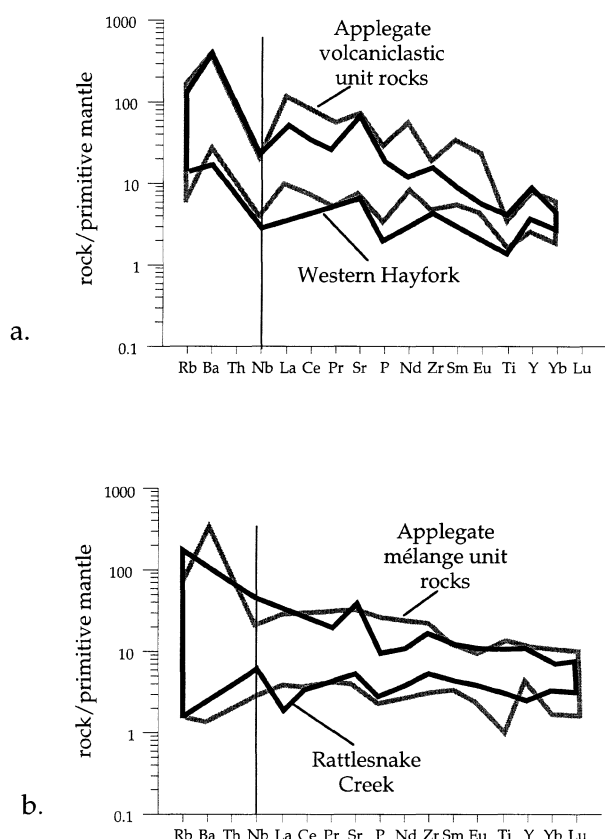 1000
Applegate
volcaniclastic
unit rocks
100
10
1
0.1
rock/primitive mantle
Western Hayfork
a.
Rb Ba Th Nb La Ce Pr Sr P Nd Zr Sm Eu Ti Y Yb Lu
1000
Applegate
mélange unit
rocks
100
10
1
0.1
rock/primitive mantle
Rattlesnake
Creek
b.
Rb Ba Th Nb La Ce Pr Sr P Nd Zr Sm Eu Ti Y Yb Lu